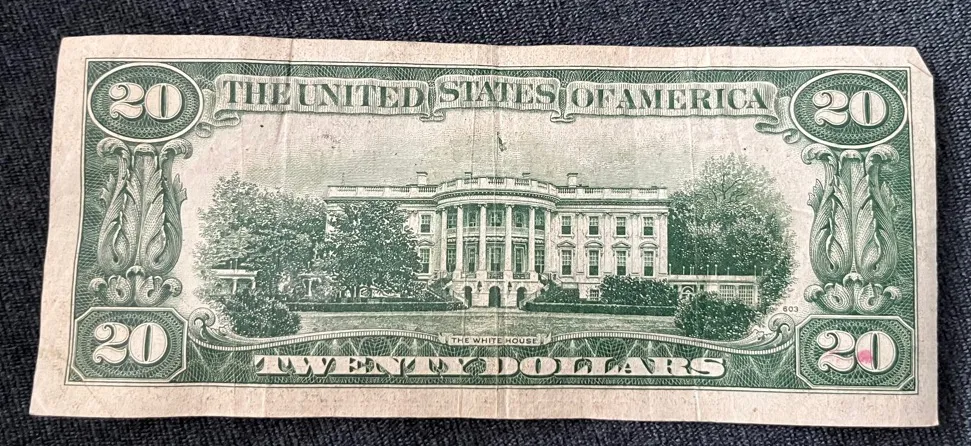 20 THE UNITED STATES OF AMERICA 20
603
THE WHITE HOUSE
20 TWENTY DOLLARS 20